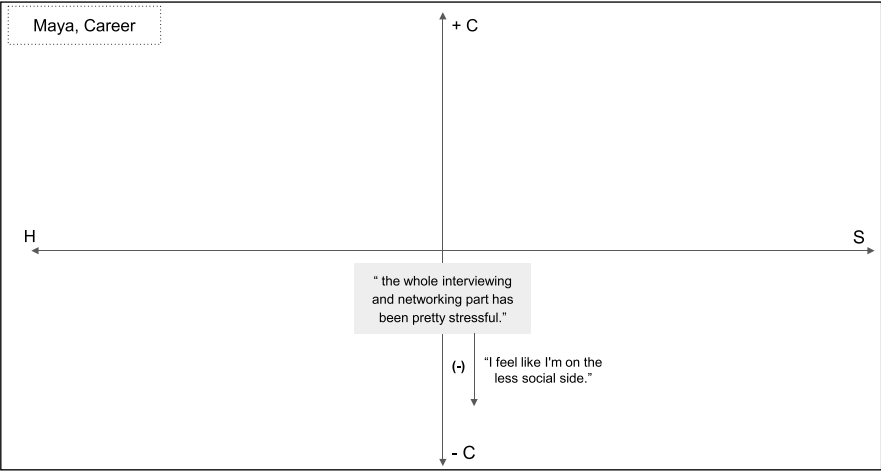 Maya, Career
+ C
H
S
“ the whole interviewing
and networking part has
been pretty stressful.”
(-)
“I feel like I'm on the
less social side.”
- C